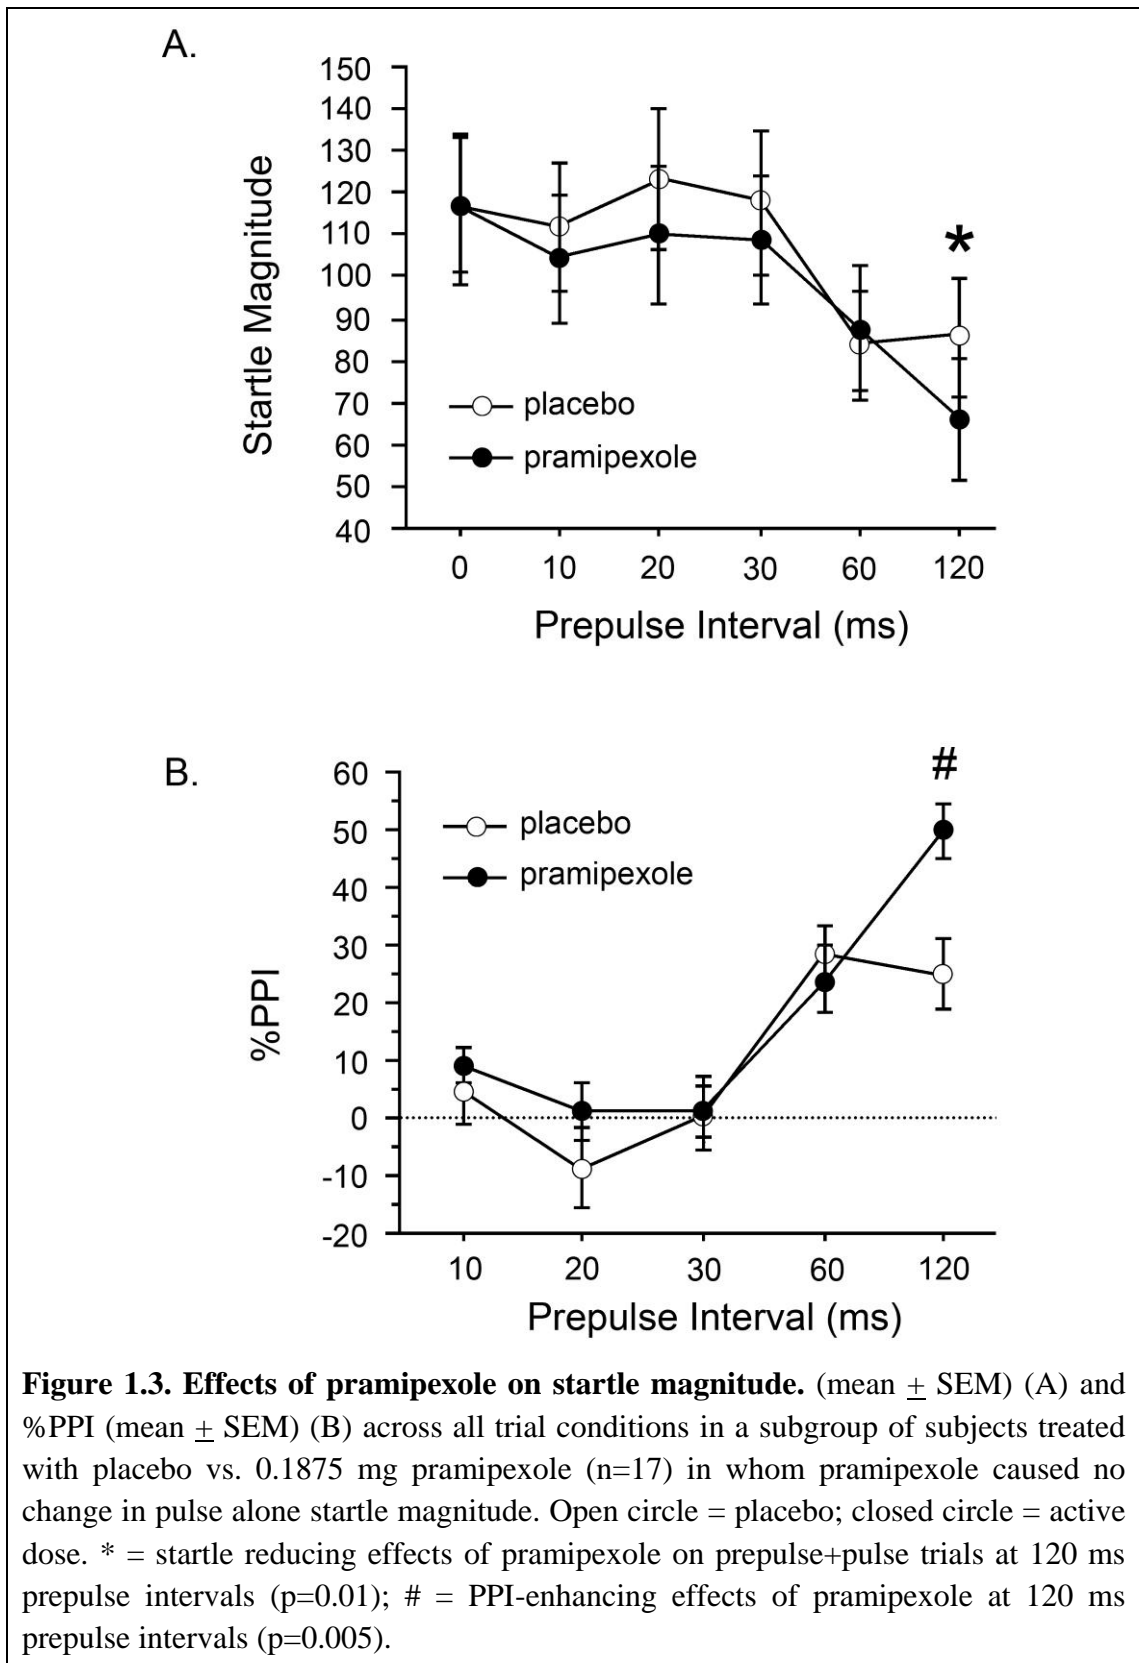 A.
150
140
130
120
110
100
90
80
70
60
50
40
Startle Magnitude
*
placebo
pramipexole
0 10 20 30 60 120
Prepulse Interval (ms)
B.
60
50
40
30
20
10
0
-10
-20
%PPI
#
placebo
pramipexole
10 20 30 60 120
Prepulse Interval (ms)
Figure 1.3. Effects of pramipexole on startle magnitude. (mean ± SEM) (A) and
%PPI (mean ± SEM) (B) across all trial conditions in a subgroup of subjects treated
with placebo vs. 0.1875 mg pramipexole (n=17) in whom pramipexole caused no
change in pulse alone startle magnitude. Open circle = placebo; closed circle = active
dose. * = startle reducing effects of pramipexole on prepulse+pulse trials at 120 ms
prepulse intervals (p=0.01); # = PPI-enhancing effects of pramipexole at 120 ms
prepulse intervals (p=0.005).